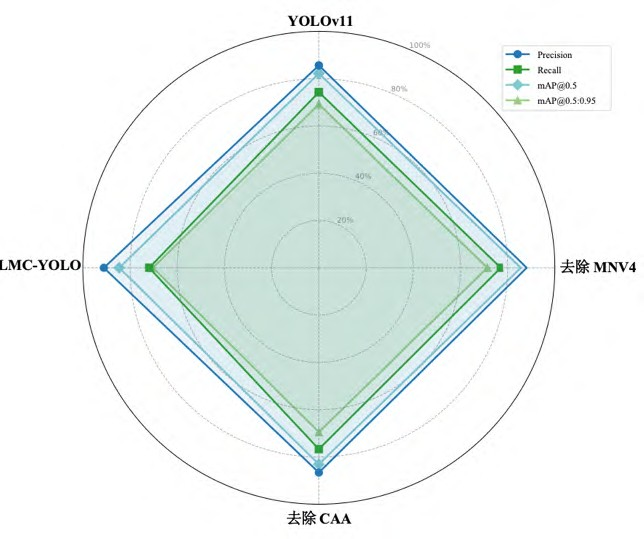 YOLOv11
100%
Precision
Recall
mAP@0.5
mAP@0.5:0.95
80%
60%
40%
20%
LMC-YOLO
去除 MNV4
去除 CAA